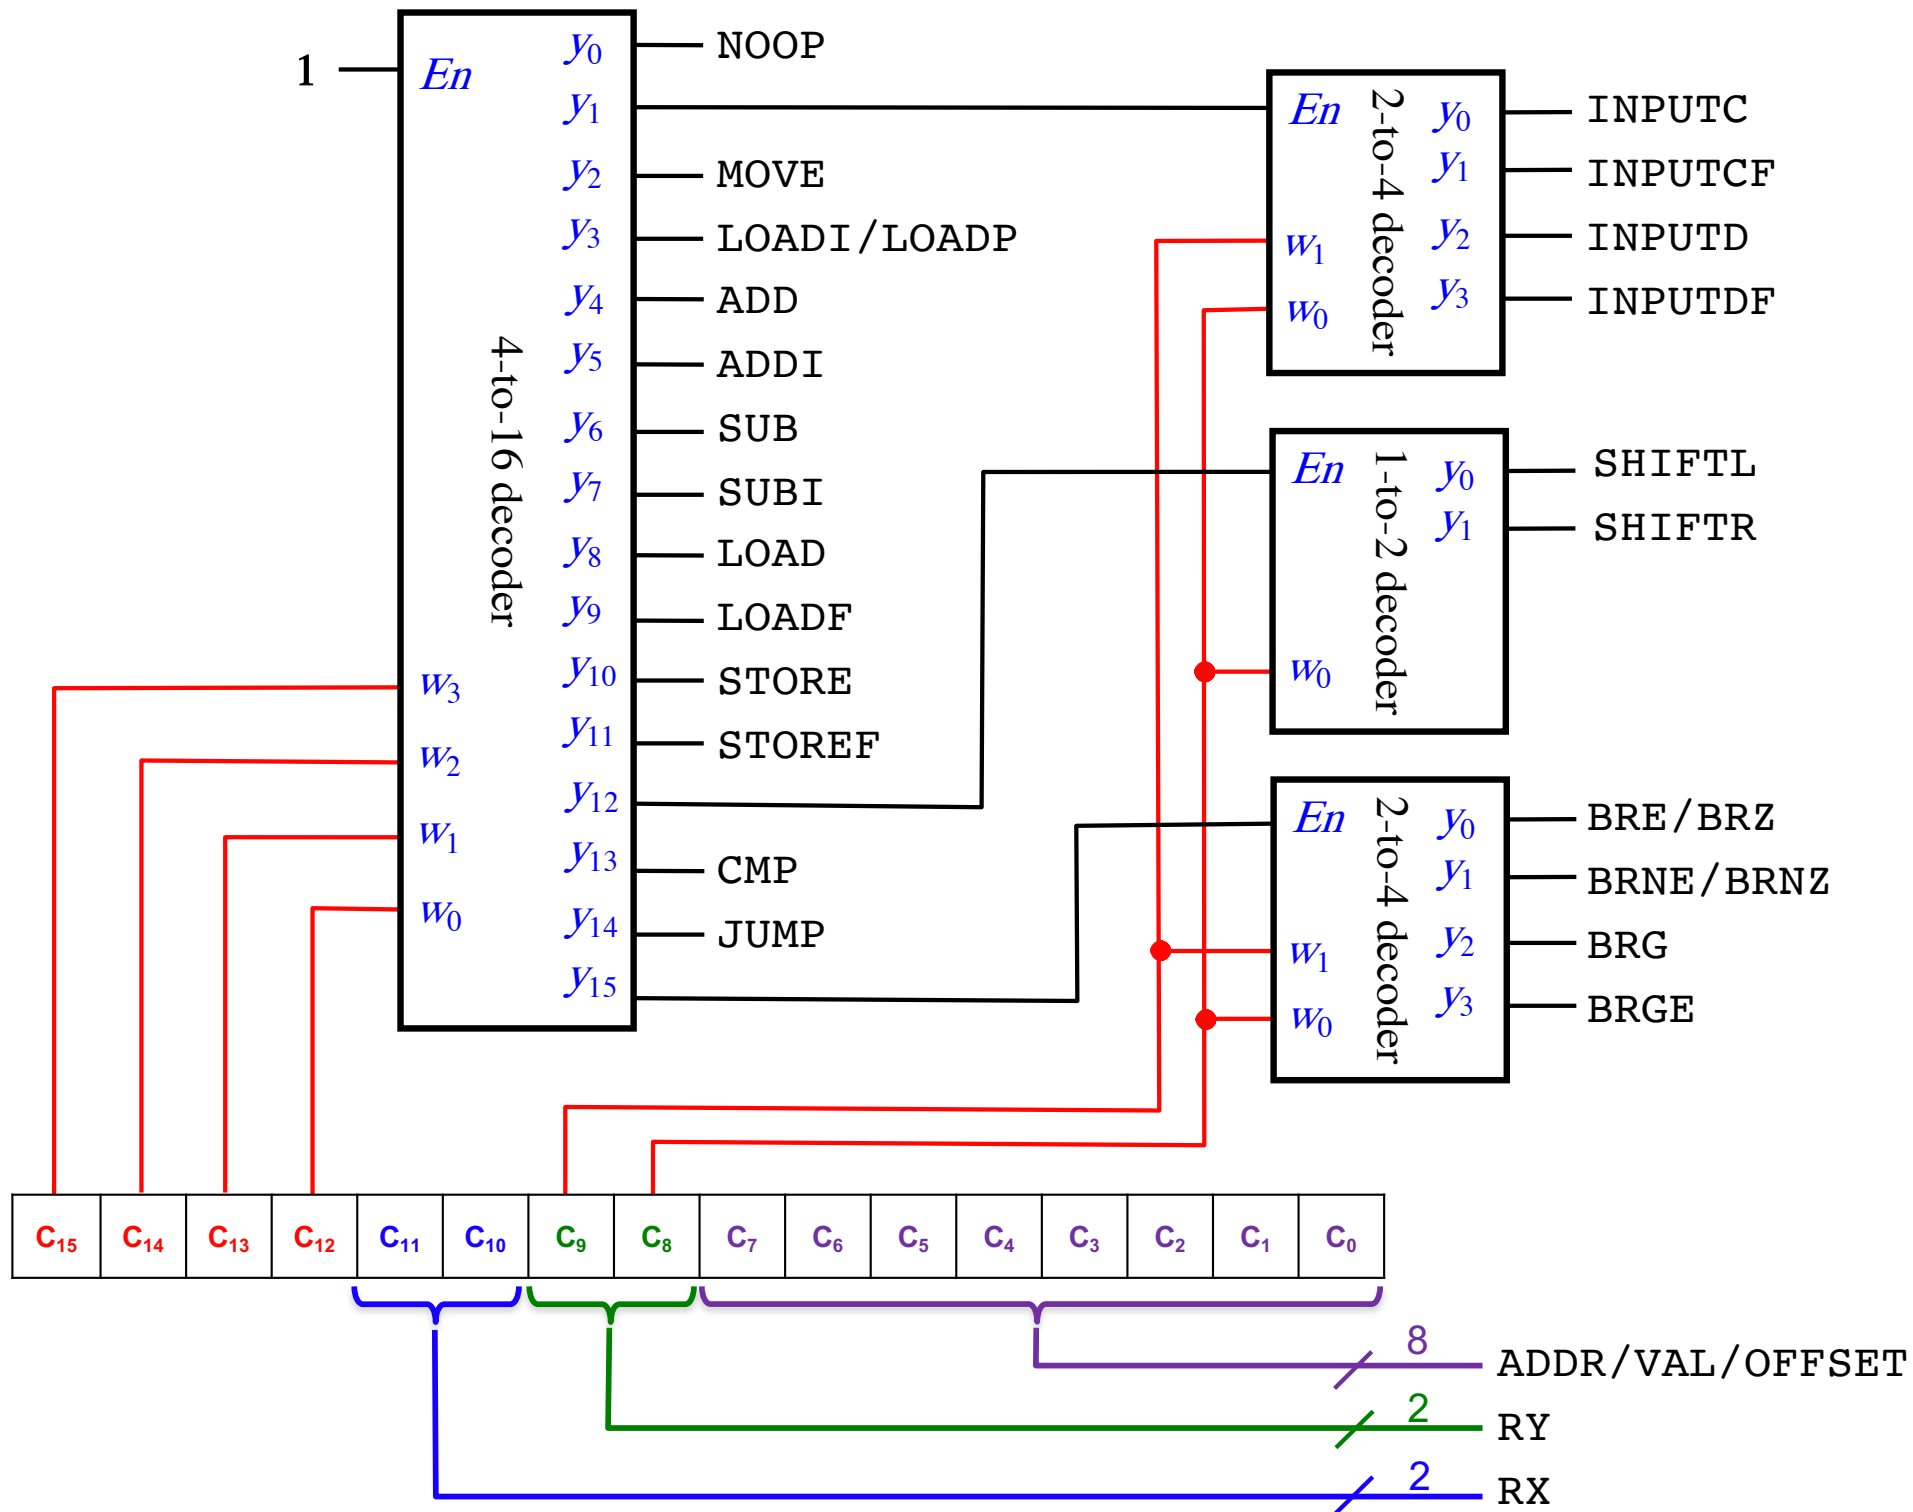 1
En
w3
w2
w1
w0
4-to-16 decoder
y0 NOOP
y1
y2 MOVE
y3 LOADI/LOADP
y4 ADD
y5 ADDI
y6 SUB
y7 SUBI
y8 LOAD
y9 LOADF
y10 STORE
y11 STOREF
y12
y13 CMP
y14 JUMP
y15
En
w1
w0
2-to-4 decoder
y0 INPUTC
y1 INPUTCF
y2 INPUTD
y3 INPUTDF
En
w0
1-to-2 decoder
y0 SHIFTL
y1 SHIFTR
En
w1
w0
2-to-4 decoder
y0 BRE/BRZ
y1 BRNE/BRNZ
y2 BRG
y3 BRGE
C15 C14 C13 C12 C11 C10 C9 C8 C7 C6 C5 C4 C3 C2 C1 C0
8 ADDR/VAL/OFFSET
2 RY
2 RX